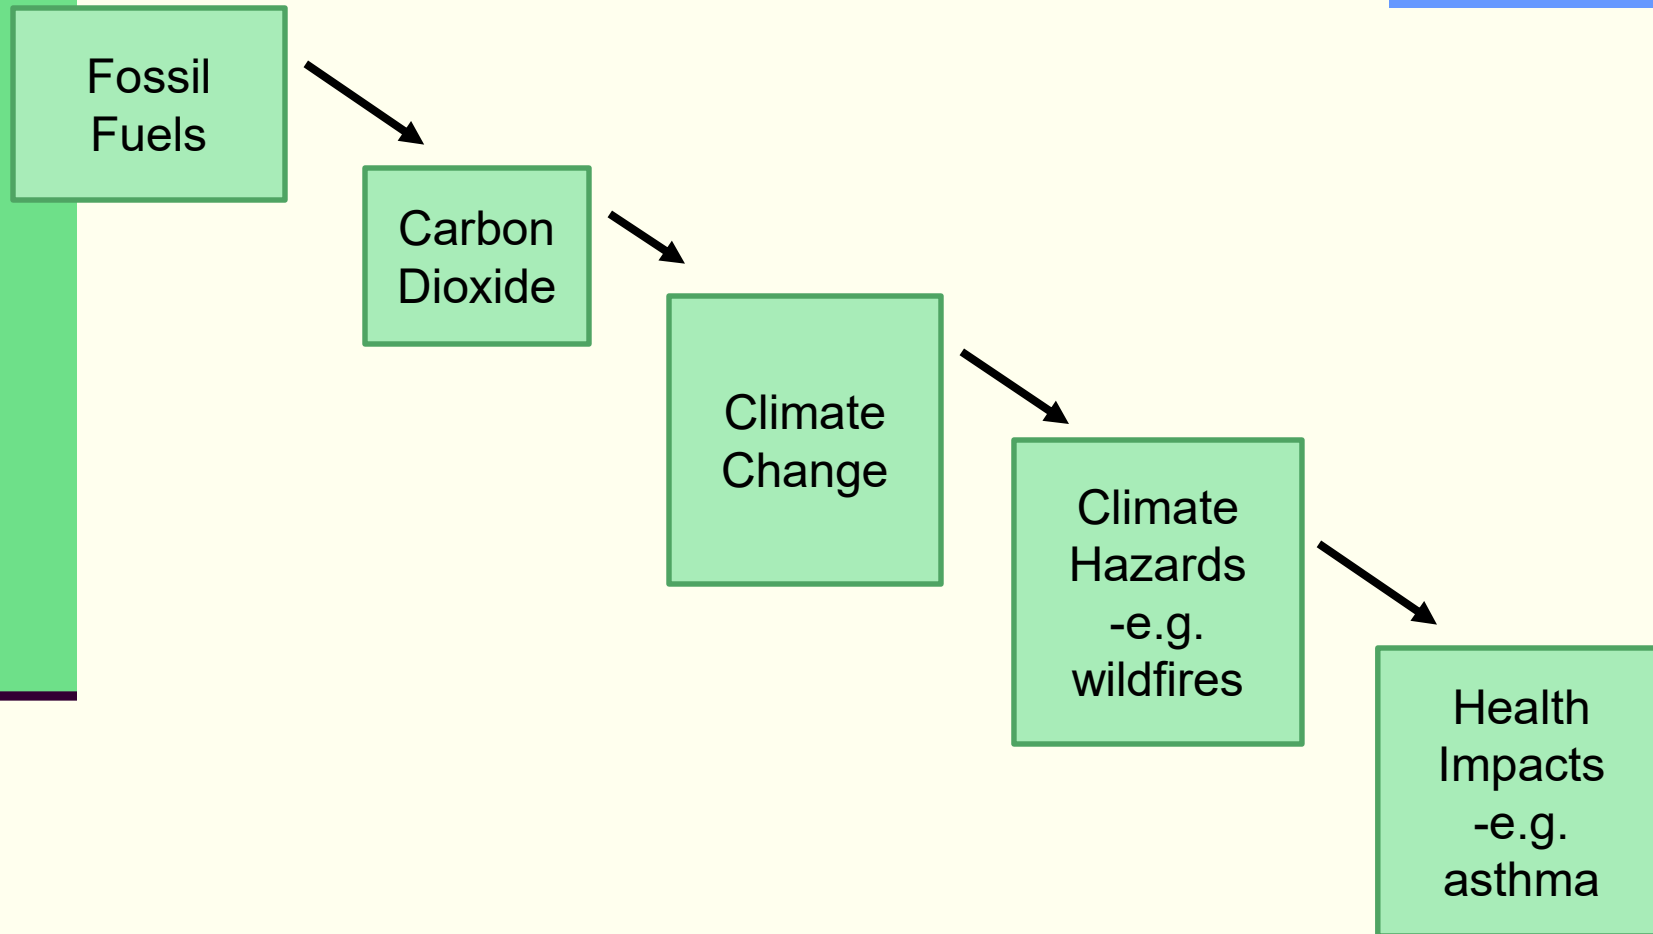 Fossil
Fuels
Carbon
Dioxide
Climate
Change
Climate
Hazards
-e.g.
wildfires
Health
Impacts
-e.g.
asthma